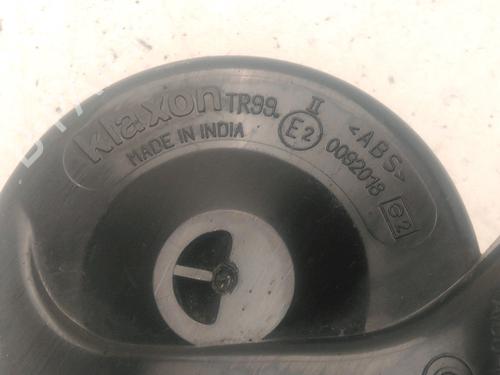 klaxon TR99.
MADE IN INDIA
II
E2
0092018
e2
<ABS>